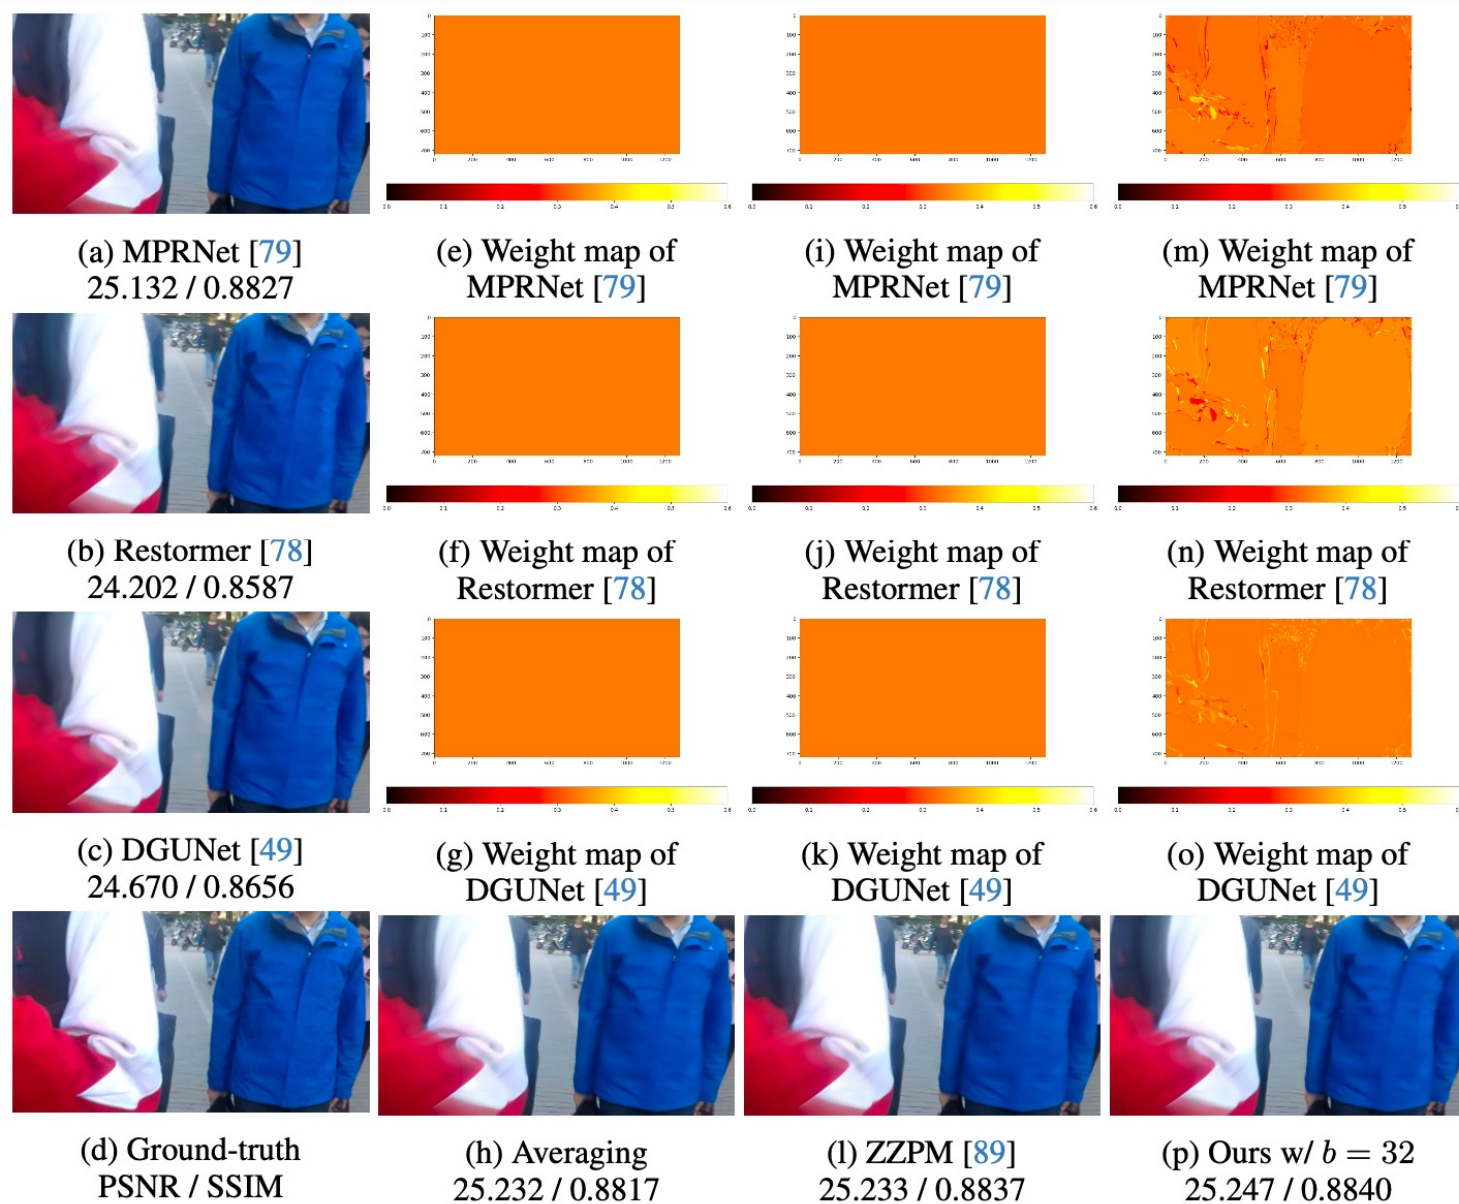 (a) MPRNet [79]
25.132 / 0.8827
(e) Weight map of
MPRNet [79]
(i) Weight map of
MPRNet [79]
(m) Weight map of
MPRNet [79]
(b) Restormer [78]
24.202 / 0.8587
(f) Weight map of
Restormer [78]
(j) Weight map of
Restormer [78]
(n) Weight map of
Restormer [78]
(c) DGUNet [49]
24.670 / 0.8656
(g) Weight map of
DGUNet [49]
(k) Weight map of
DGUNet [49]
(o) Weight map of
DGUNet [49]
(d) Ground-truth
PSNR / SSIM
(h) Averaging
25.232 / 0.8817
(l) ZZPM [89]
25.233 / 0.8837
(p) Ours w/ b = 32
25.247 / 0.8840